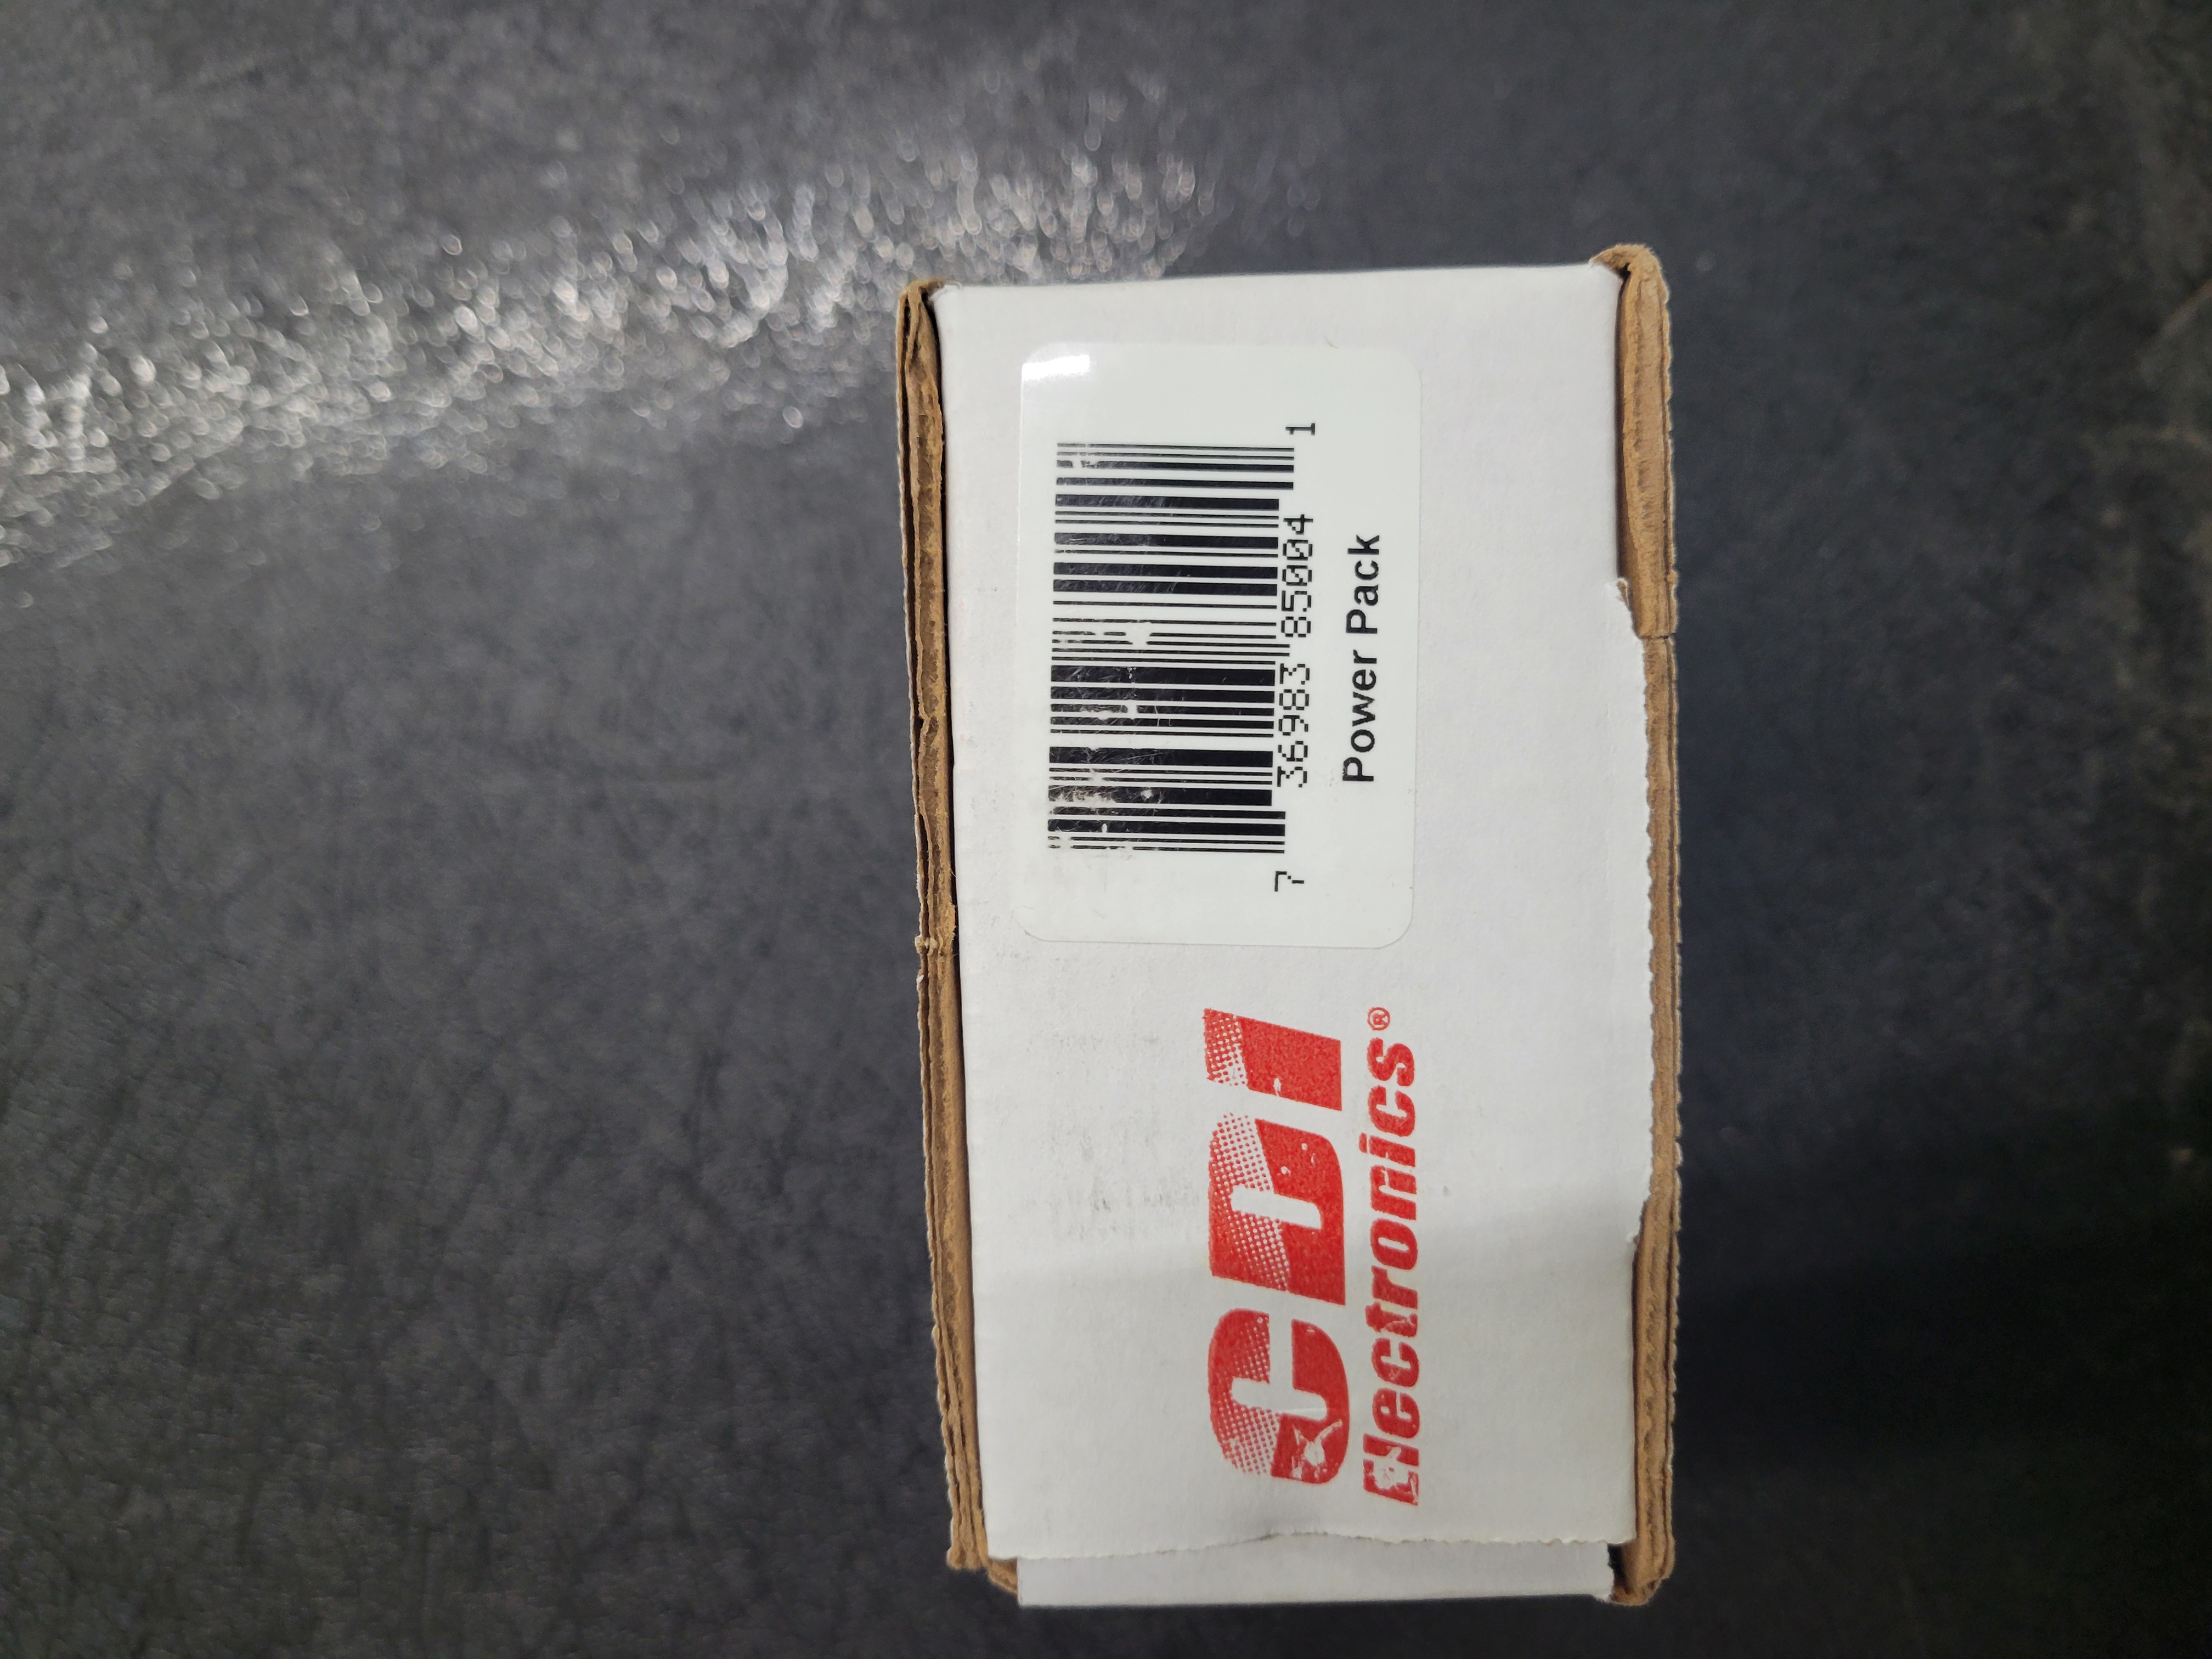 CDI
Electronics®
7 36983 85004 1
Power Pack